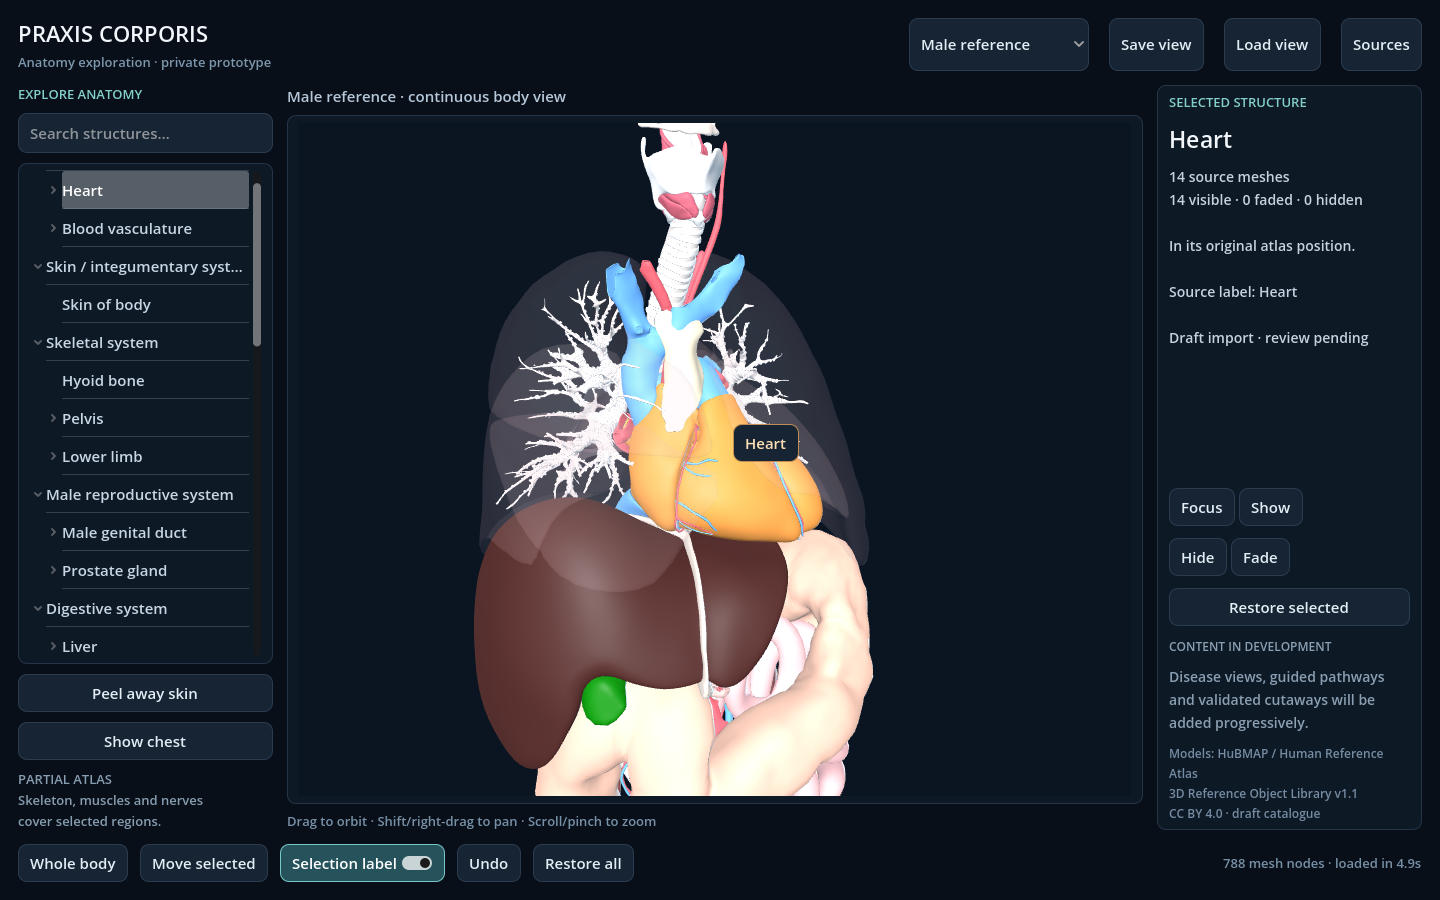 PRAXIS CORPORIS
Anatomy exploration · private prototype
Male reference
Save view
Load view
Sources
EXPLORE ANATOMY
Search structures...
Heart
Blood vasculature
Skin / integumentary syst...
Skin of body
Skeletal system
Hyoid bone
Pelvis
Lower limb
Male reproductive system
Male genital duct
Prostate gland
Digestive system
Liver
Peel away skin
Show chest
PARTIAL ATLAS
Skeleton, muscles and nerves
cover selected regions.
Male reference · continuous body view
Heart
Drag to orbit · Shift/right-drag to pan · Scroll/pinch to zoom
SELECTED STRUCTURE
Heart
14 source meshes
14 visible · 0 faded · 0 hidden
In its original atlas position.
Source label: Heart
Draft import · review pending
Focus
Show
Hide
Fade
Restore selected
CONTENT IN DEVELOPMENT
Disease views, guided pathways
and validated cutaways will be
added progressively.
Models: HuBMAP / Human Reference
Atlas
3D Reference Object Library v1.1
CC BY 4.0 · draft catalogue
Whole body
Move selected
Selection label
Undo
Restore all
788 mesh nodes · loaded in 4.9s